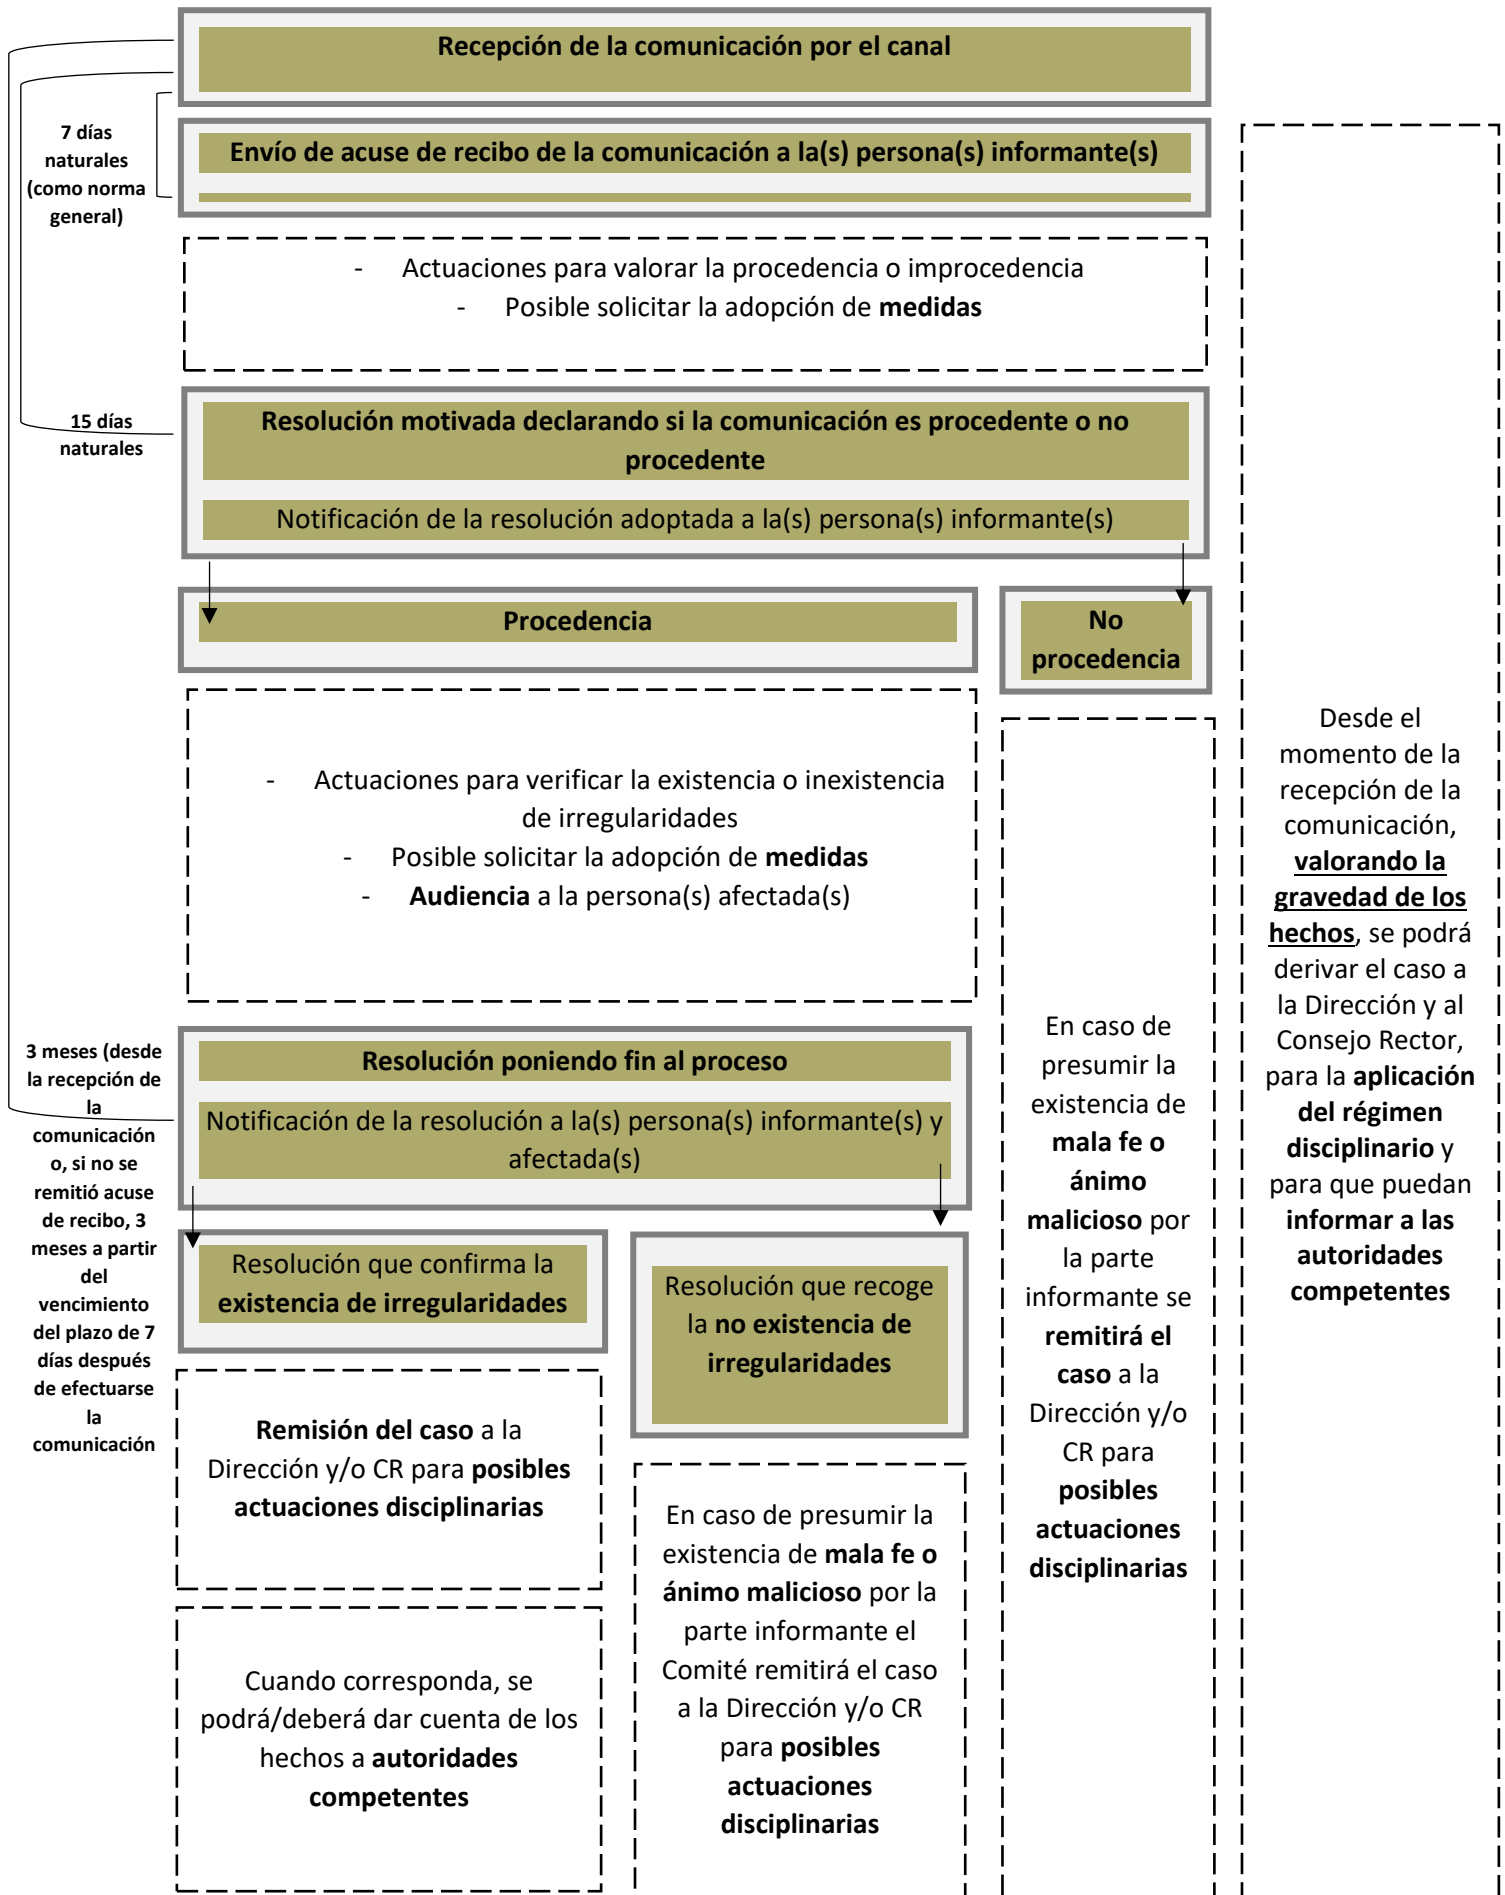 Recepción de la comunicación por el canal
7 días
naturales
(como norma
general)
Envío de acuse de recibo de la comunicación a la(s) persona(s) informante(s)
- Actuaciones para valorar la procedencia o improcedencia
- Posible solicitar la adopción de medidas
15 días
naturales
Resolución motivada declarando si la comunicación es procedente o no
procedente
Notificación de la resolución adoptada a la(s) persona(s) informante(s)
Procedencia
No
procedencia
- Actuaciones para verificar la existencia o inexistencia
de irregularidades
- Posible solicitar la adopción de medidas
- Audiencia a la persona(s) afectada(s)
3 meses (desde
la recepción de
la
comunicación
o, si no se
remitió acuse
de recibo, 3
meses a partir
del
vencimiento
del plazo de 7
días después
de efectuarse
la
comunicación
Resolución poniendo fin al proceso
Notificación de la resolución a la(s) persona(s) informante(s) y
afectada(s)
Resolución que confirma la
existencia de irregularidades
Remisión del caso a la
Dirección y/o CR para posibles
actuaciones disciplinarias
Cuando corresponda, se
podrá/deberá dar cuenta de los
hechos a autoridades
competentes
Resolución que recoge
la no existencia de
irregularidades
En caso de presumir la
existencia de mala fe o
ánimo malicioso por la
parte informante el
Comité remitirá el caso
a la Dirección y/o CR
para posibles
actuaciones
disciplinarias
En caso de
presumir la
existencia de
mala fe o
ánimo
malicioso por
la parte
informante se
remitirá el
caso a la
Dirección y/o
CR para
posibles
actuaciones
disciplinarias
Desde el
momento de la
recepción de la
comunicación,
valorando la
gravedad de los
hechos, se podrá
derivar el caso a
la Dirección y al
Consejo Rector,
para la aplicación
del régimen
disciplinario y
para que puedan
informar a las
autoridades
competentes